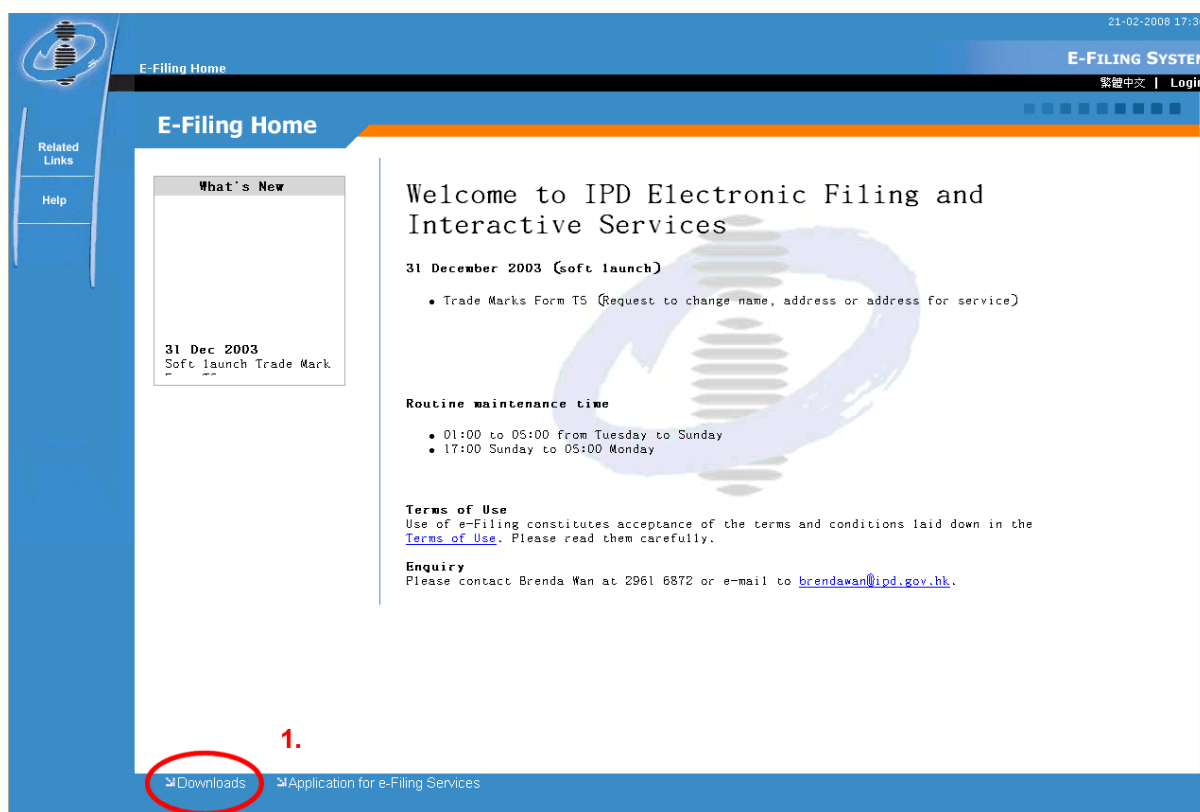 21-02-2008 17:3
E-Filing Home
E-FILING SYSTEM
繁體中文 | Login
E-Filing Home
Related
Links
Help
What's New
31 Dec 2003
Soft launch Trade Mark
Welcome to IPD Electronic Filing and
Interactive Services
31 December 2003 (soft launch)
• Trade Marks Form T5 (Request to change name, address or address for service)
Routine maintenance time
• 01:00 to 05:00 from Tuesday to Sunday
• 17:00 Sunday to 05:00 Monday
Terms of Use
Use of e-Filing constitutes acceptance of the terms and conditions laid down in the
Terms of Use. Please read them carefully.
Enquiry
Please contact Brenda Wan at 2961 6872 or e-mail to brendawan@ipd.gov.hk.
1.
Downloads
Application for e-Filing Services